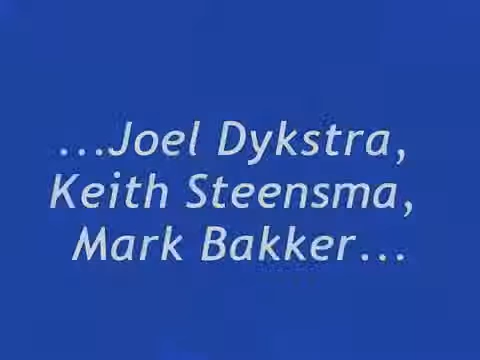 ...Joel Dykstra,
Keith Steensma,
Mark Bakker...